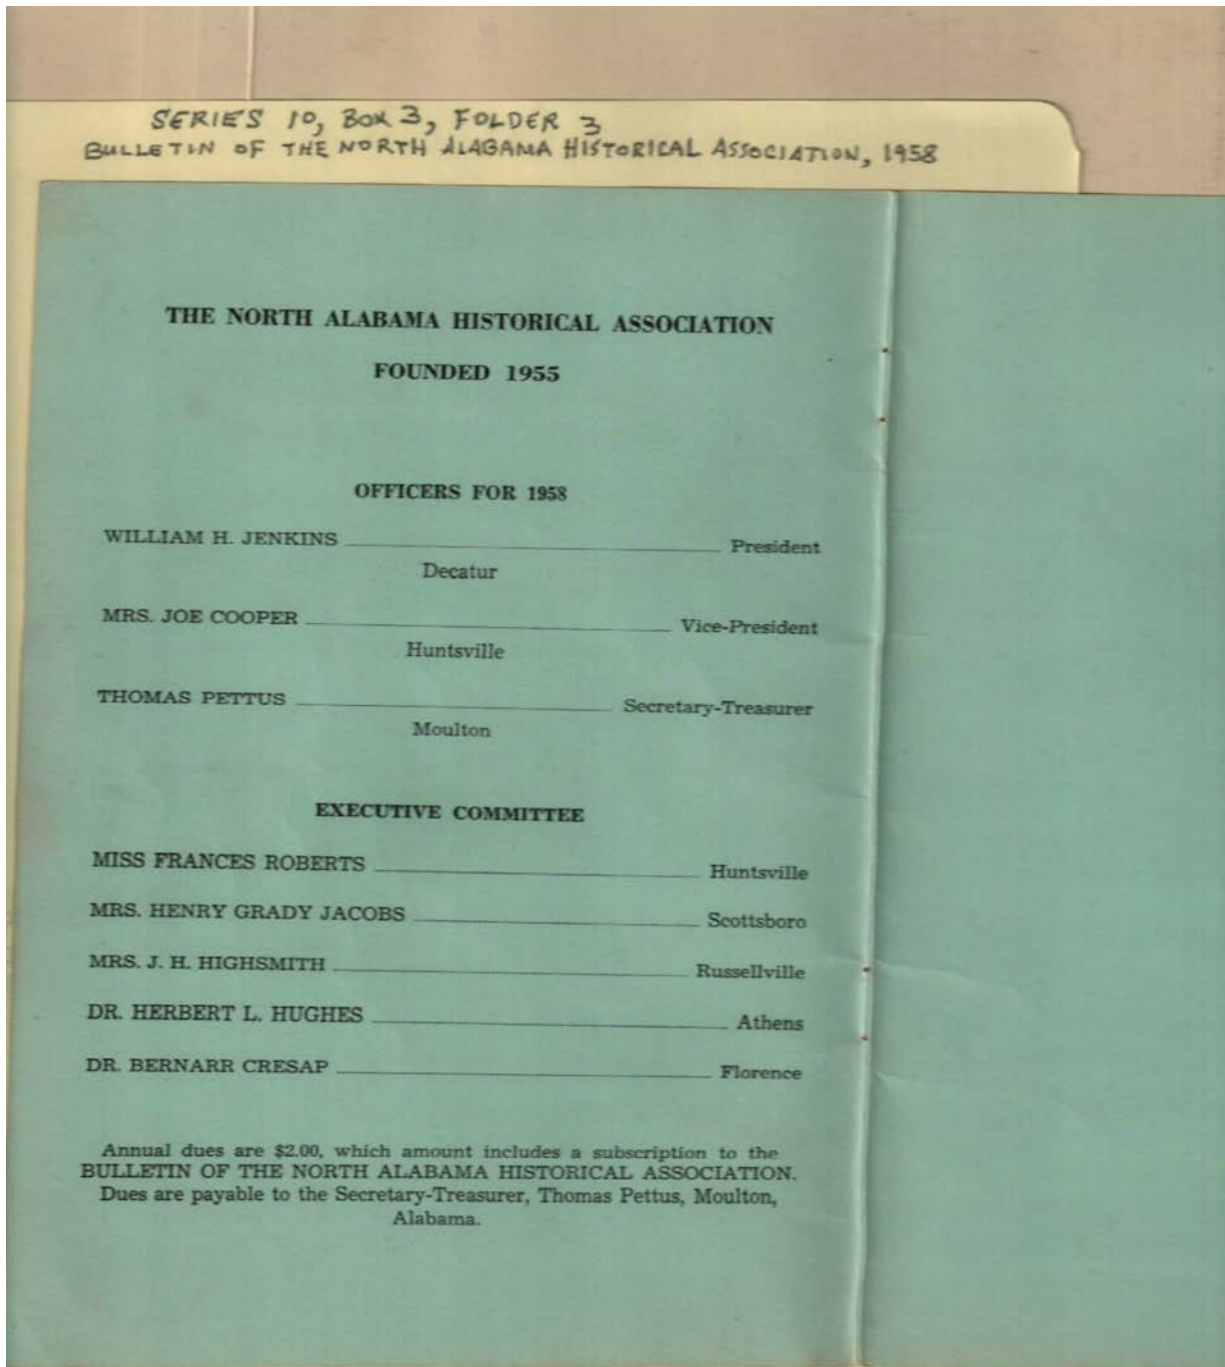 SERIES 10, BOX 3, FOLDER 3
BULLETIN OF THE NORTH ALABAMA HISTORICAL ASSOCIATION, 1958
THE NORTH ALABAMA HISTORICAL ASSOCIATION
FOUNDED 1955
OFFICERS FOR 1958
WILLIAM H. JENKINS President
Decatur
MRS. JOE COOPER Vice-President
Huntsville
THOMAS PETTUS Secretary-Treasurer
Moulton
EXECUTIVE COMMITTEE
MISS FRANCES ROBERTS Huntsville
MRS. HENRY GRADY JACOBS Scottsboro
MRS. J. H. HIGHSMITH Russellville
DR. HERBERT L. HUGHES Athens
DR. BERNARR CRESAP Florence
Annual dues are $2.00, which amount includes a subscription to the
BULLETIN OF THE NORTH ALABAMA HISTORICAL ASSOCIATION.
Dues are payable to the Secretary-Treasurer, Thomas Pettus, Moulton,
Alabama.